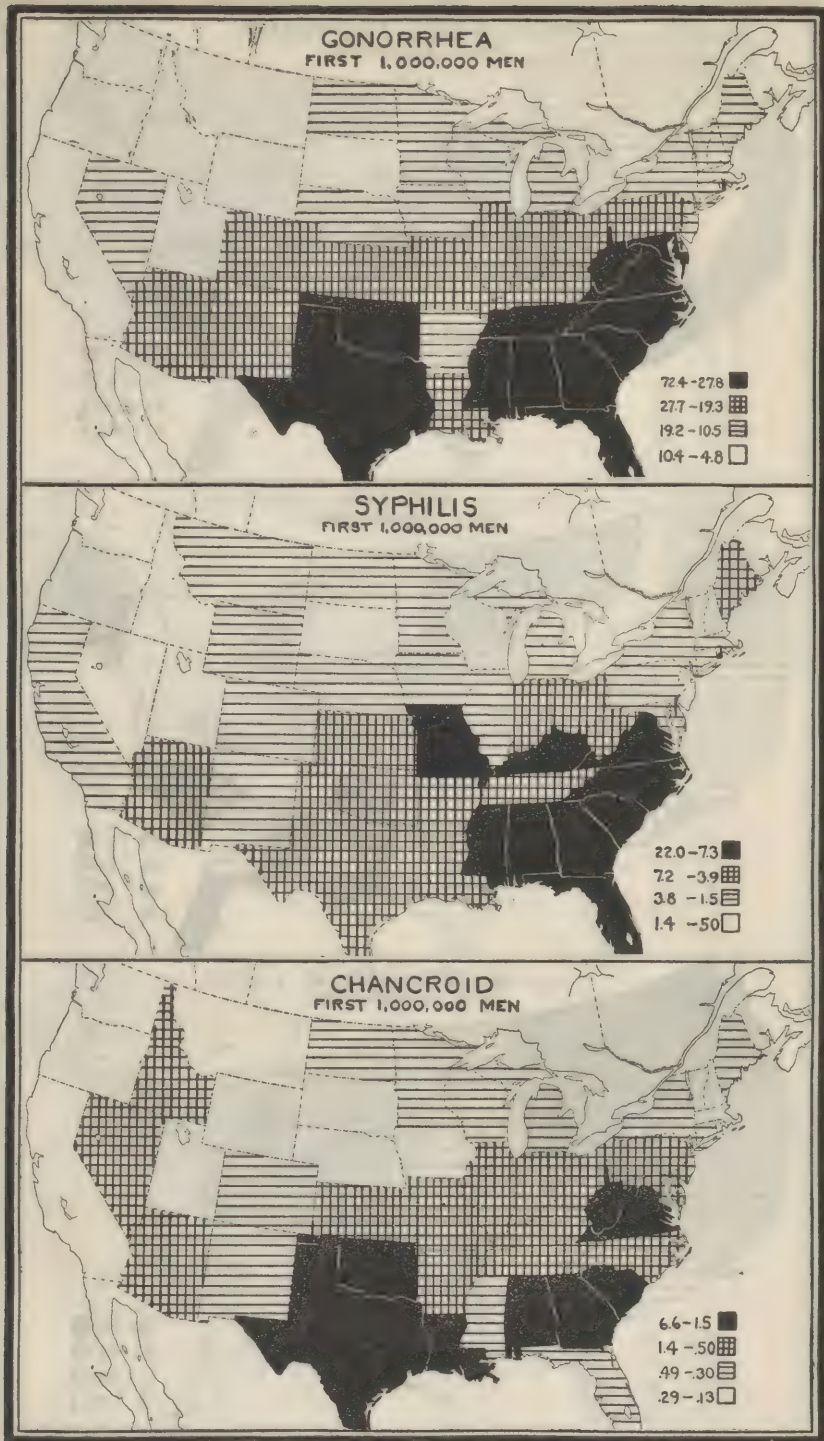 GONORRHEA
FIRST 1,000,000 MEN
72.4-27.8
27.7-19.3
19.2-10.5
10.4-4.8
SYPHILIS
FIRST 1,000,000 MEN
22.0-7.3
7.2-3.9
3.8-1.5
1.4-.50
CHANCROID
FIRST 1,000,000 MEN
6.6-1.5
1.4-.50
.49-.30
.29-.13